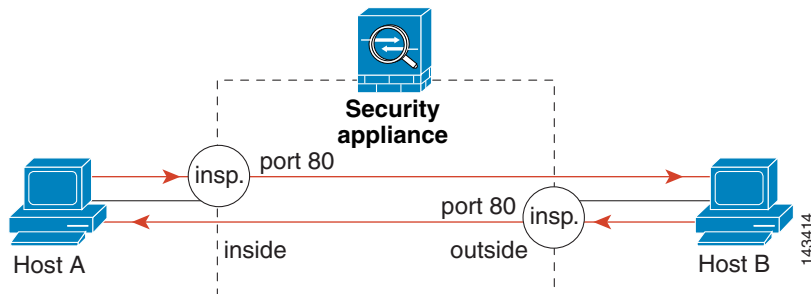 Security
appliance
insp.
port 80
port 80
insp.
Host A
inside
outside
Host B
143414